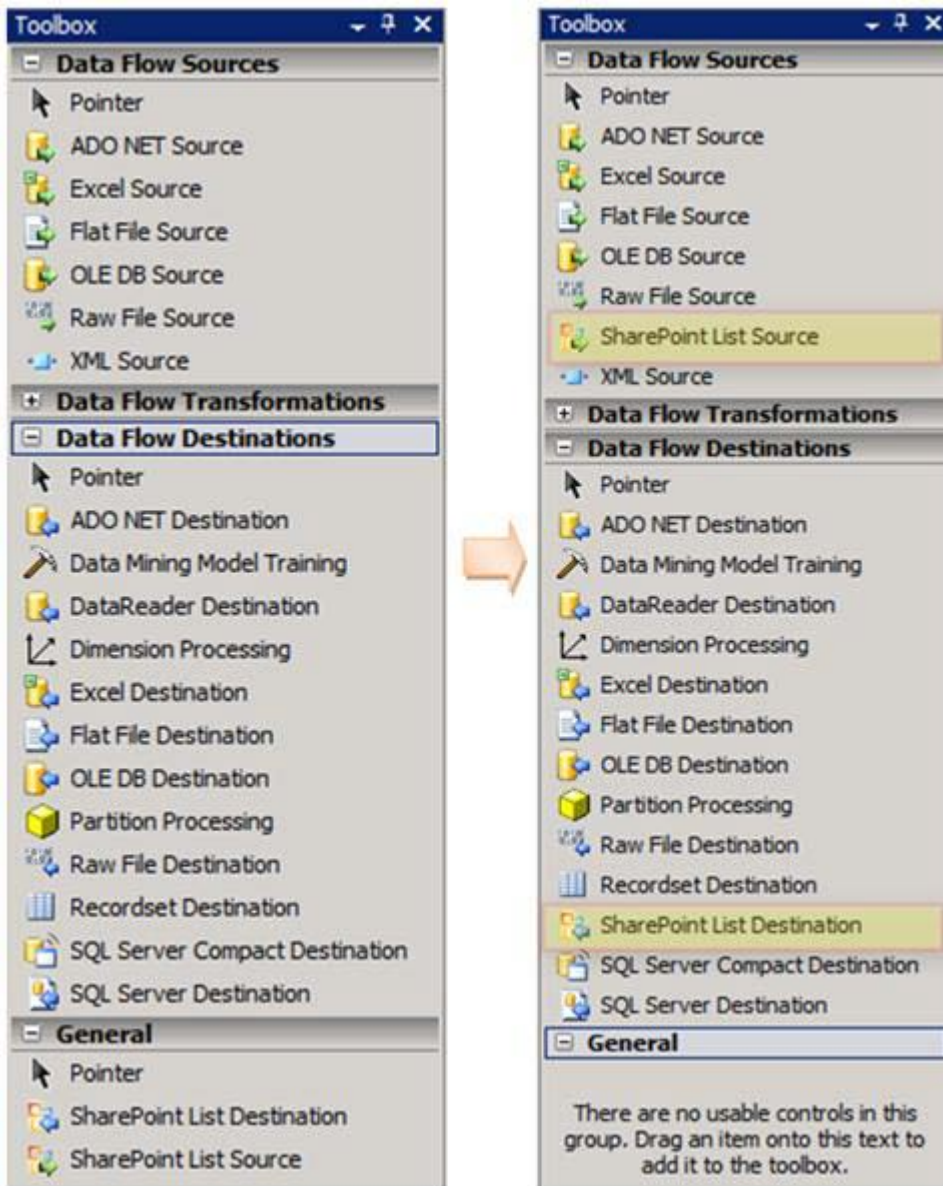 Toolbox
Data Flow Sources
Pointer
ADO NET Source
Excel Source
Flat File Source
OLE DB Source
Raw File Source
XML Source
Data Flow Transformations
Data Flow Destinations
Pointer
ADO NET Destination
Data Mining Model Training
DataReader Destination
Dimension Processing
Excel Destination
Flat File Destination
OLE DB Destination
Partition Processing
Raw File Destination
Recordset Destination
SQL Server Compact Destination
SQL Server Destination
General
Pointer
SharePoint List Destination
SharePoint List Source
Toolbox
Data Flow Sources
Pointer
ADO NET Source
Excel Source
Flat File Source
OLE DB Source
Raw File Source
SharePoint List Source
XML Source
Data Flow Transformations
Data Flow Destinations
Pointer
ADO NET Destination
Data Mining Model Training
DataReader Destination
Dimension Processing
Excel Destination
Flat File Destination
OLE DB Destination
Partition Processing
Raw File Destination
Recordset Destination
SharePoint List Destination
SQL Server Compact Destination
SQL Server Destination
General
There are no usable controls in this
group. Drag an item onto this text to
add it to the toolbox.